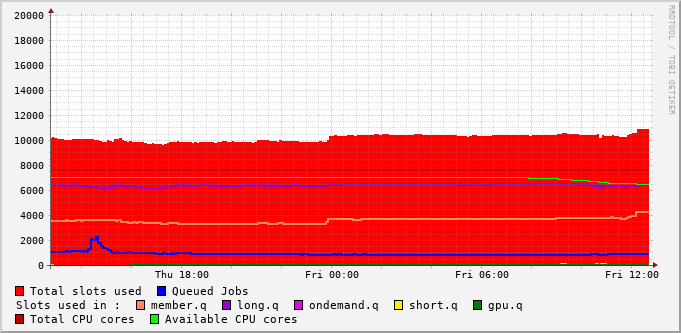 RRDTOOL / TOBI OETIKER
20000
18000
16000
14000
12000
10000
8000
6000
4000
2000
0
Thu 18:00 Fri 00:00 Fri 06:00 Fri 12:00
Total slots used Queued Jobs
Slots used in : member.q long.q ondemand.q short.q gpu.q
Total CPU cores Available CPU cores